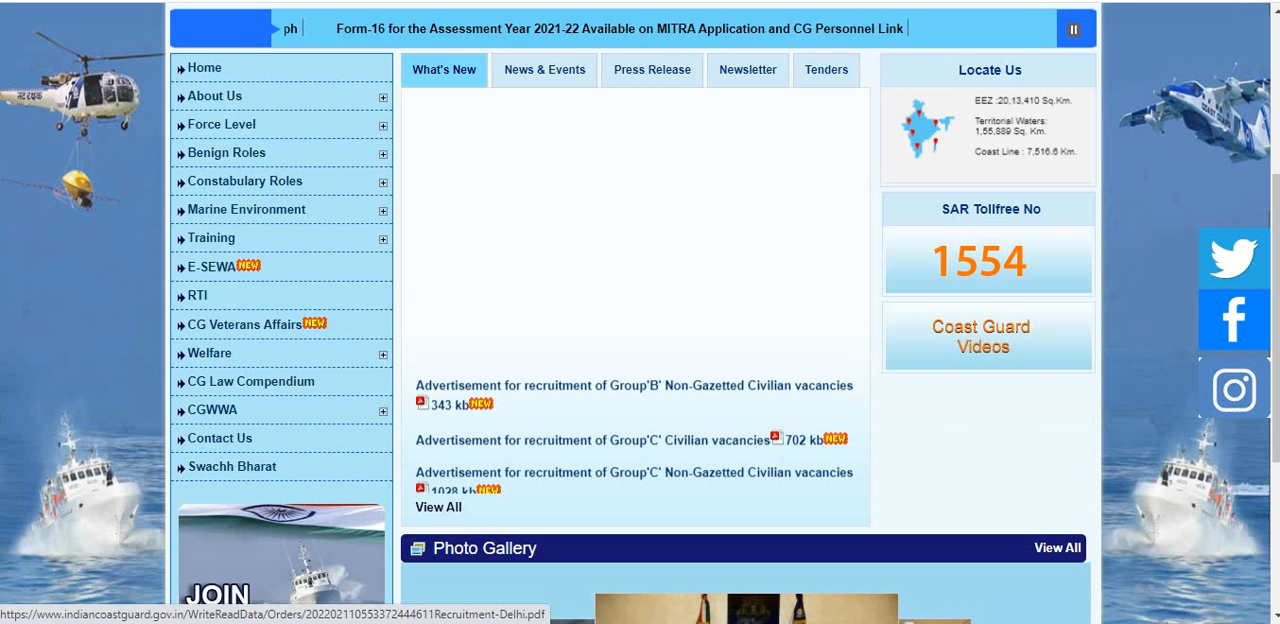 ph
Form-16 for the Assessment Year 2021-22 Available on MITRA Application and CG Personnel Link
Home
About Us
Force Level
Benign Roles
Constabulary Roles
Marine Environment
Training
E-SEWA NEW
RTI
CG Veterans Affairs NEW
Welfare
CG Law Compendium
CGWWA
Contact Us
Swachh Bharat
JOIN
What's New
News & Events
Press Release
Newsletter
Tenders
Advertisement for recruitment of Group'B' Non-Gazetted Civilian vacancies
343 kb NEW
Advertisement for recruitment of Group'C' Civilian vacancies 702 kb NEW
Advertisement for recruitment of Group'C' Non-Gazetted Civilian vacancies
1028 kb NEW
View All
Locate Us
EEZ :20,13,410 Sq.Km.
Territorial Waters:
1,55,889 Sq. Km.
Coast Line : 7,516.6 Km.
SAR Tollfree No
1554
Coast Guard
Videos
Photo Gallery
View All
COAST GUARD
https://www.indiancoastguard.gov.in/WriteReadData/Orders/202202110553372444611Recruitment-Delhi.pdf